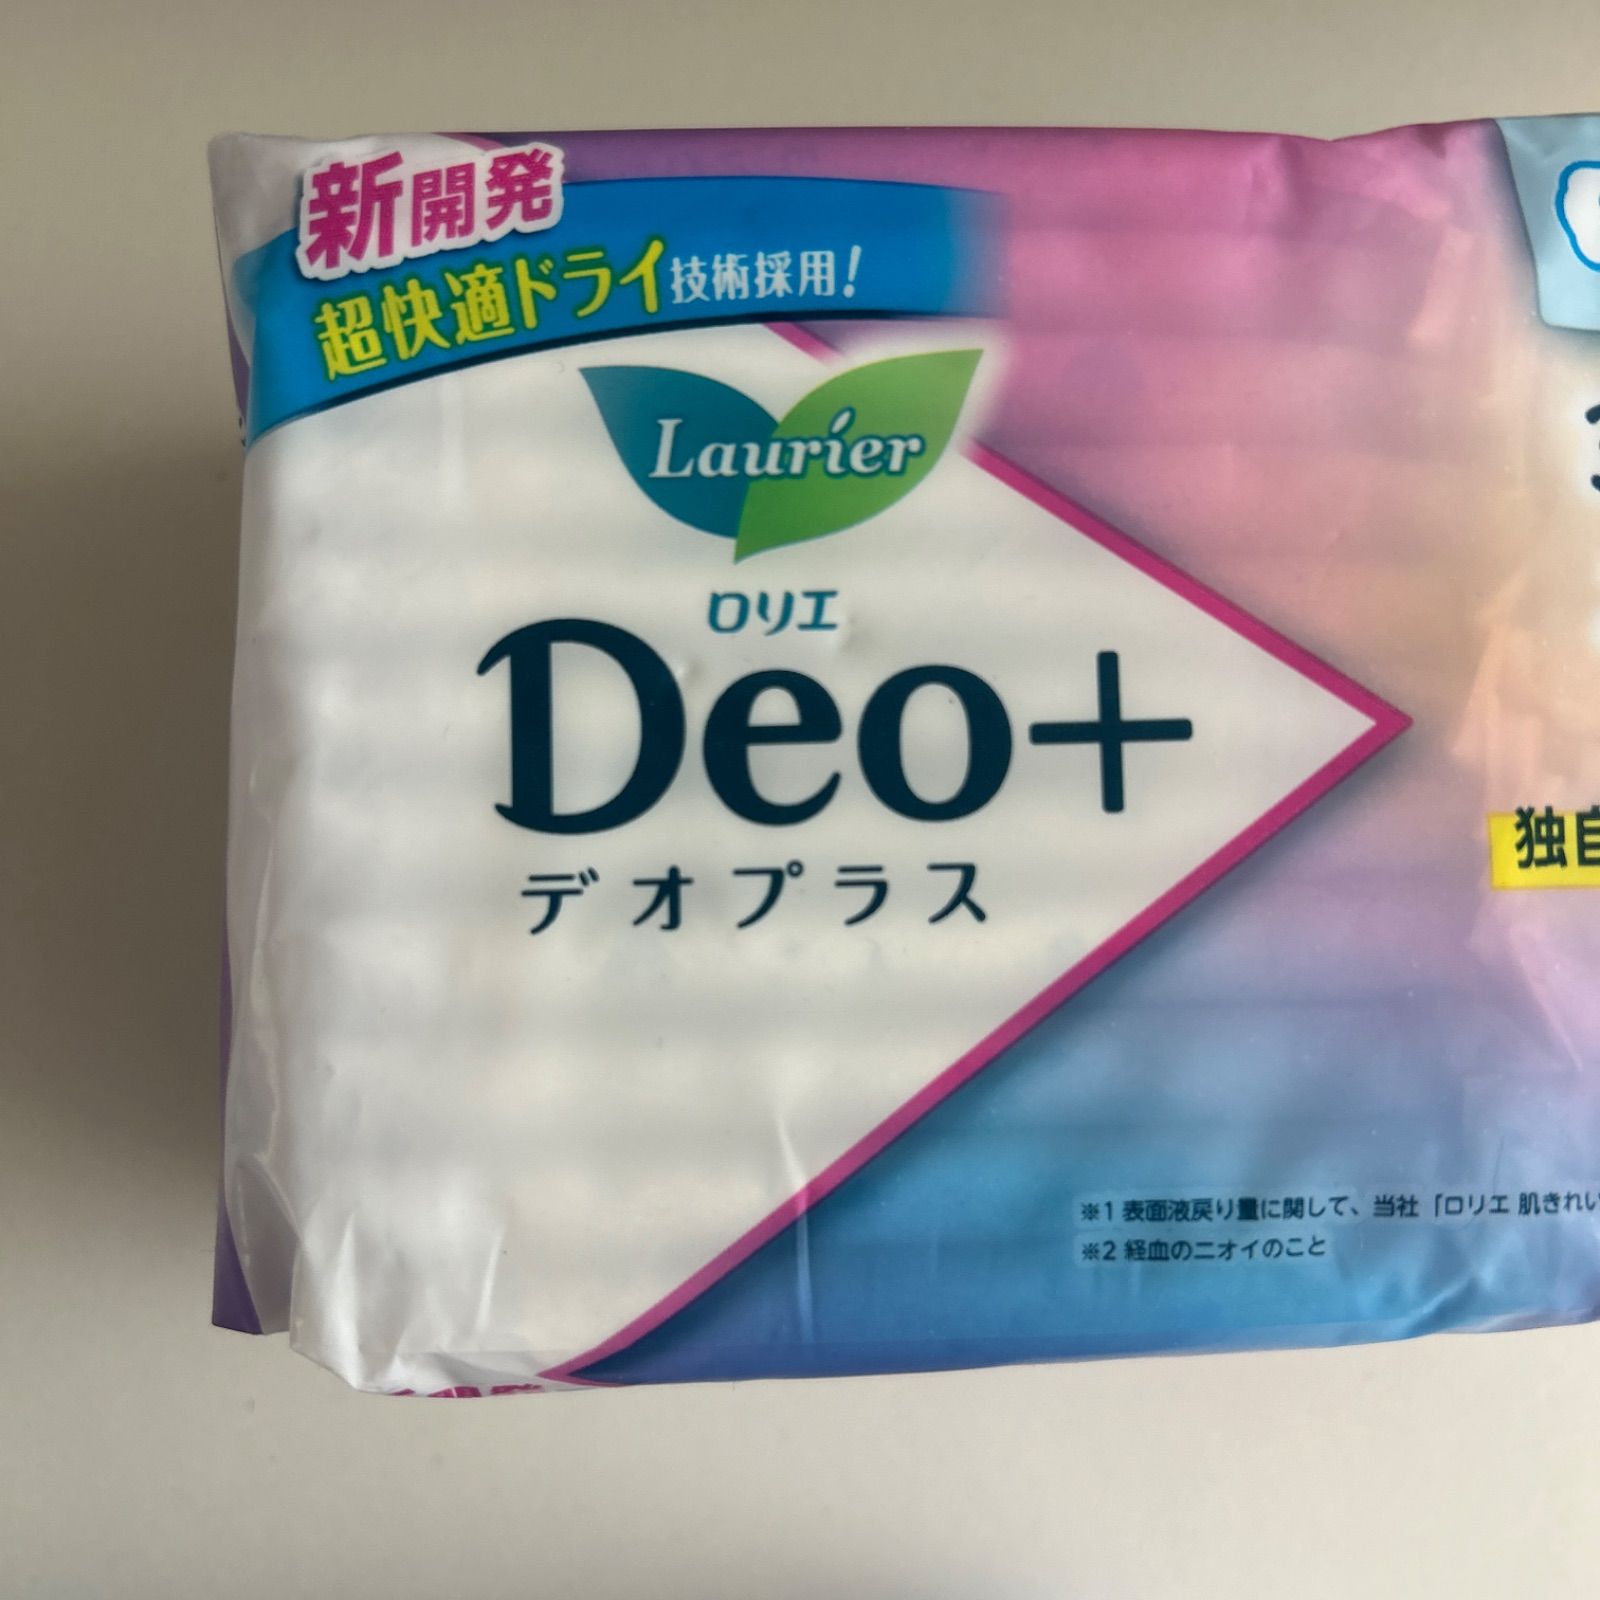 新開発
超快適ドライ技術採用!
Laurier
ロリエ
Deo+
デオプラス
独自
※1 表面液戻り量に関して、当社「ロリエ 肌きれい
※2 経血のニオイのこと